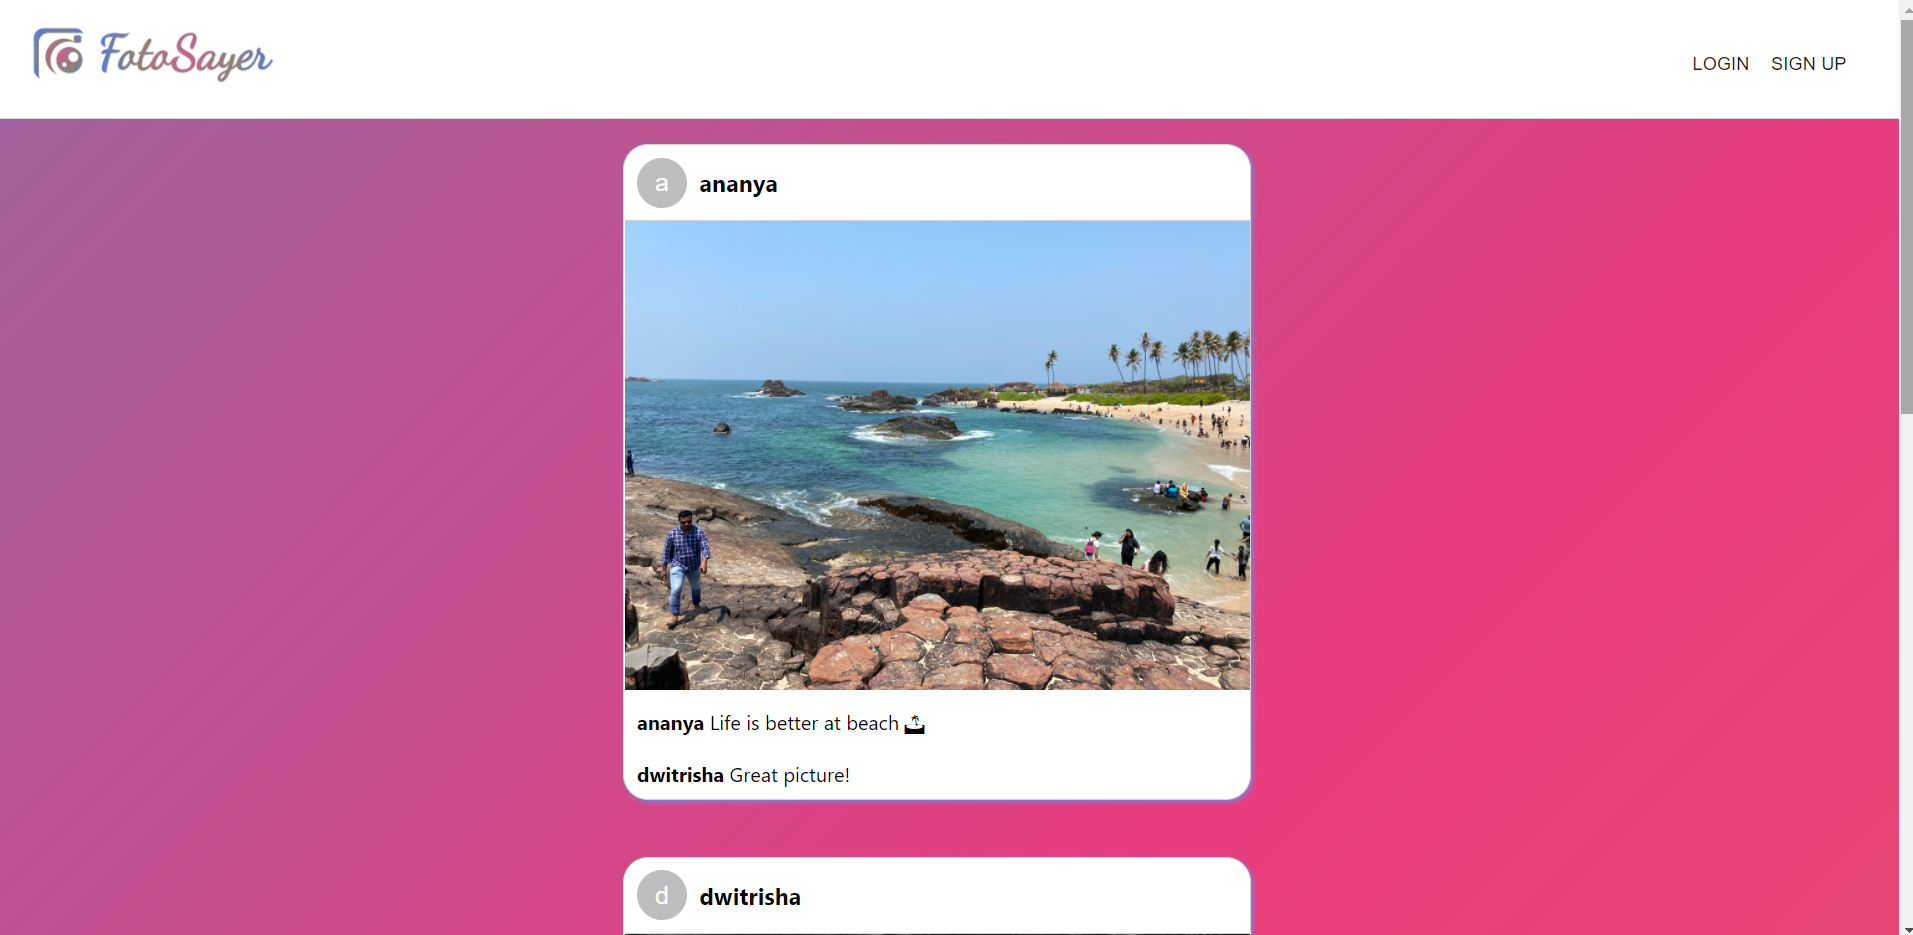 FotoSayer
LOGIN SIGN UP
a ananya
ananya Life is better at beach 🏝
dwitrisha Great picture!
d dwitrisha